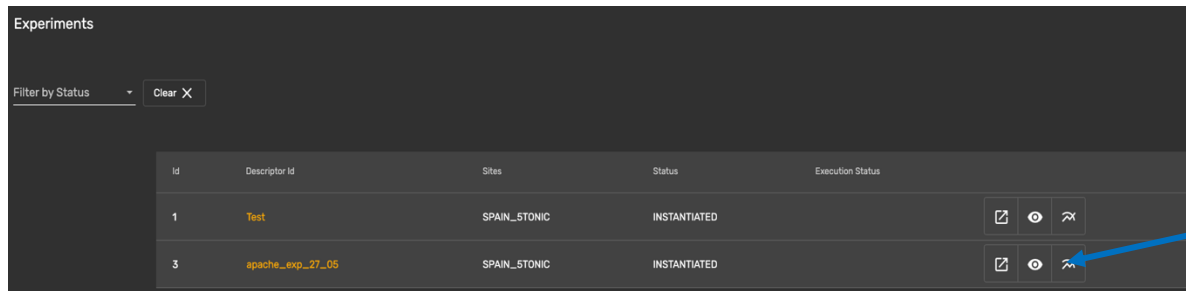 Experiments
Filter by Status Clear X
Id Descriptor Id Sites Status Execution Status
1 Test SPAIN_5TONIC INSTANTIATED
3 apache_exp_27_05 SPAIN_5TONIC INSTANTIATED